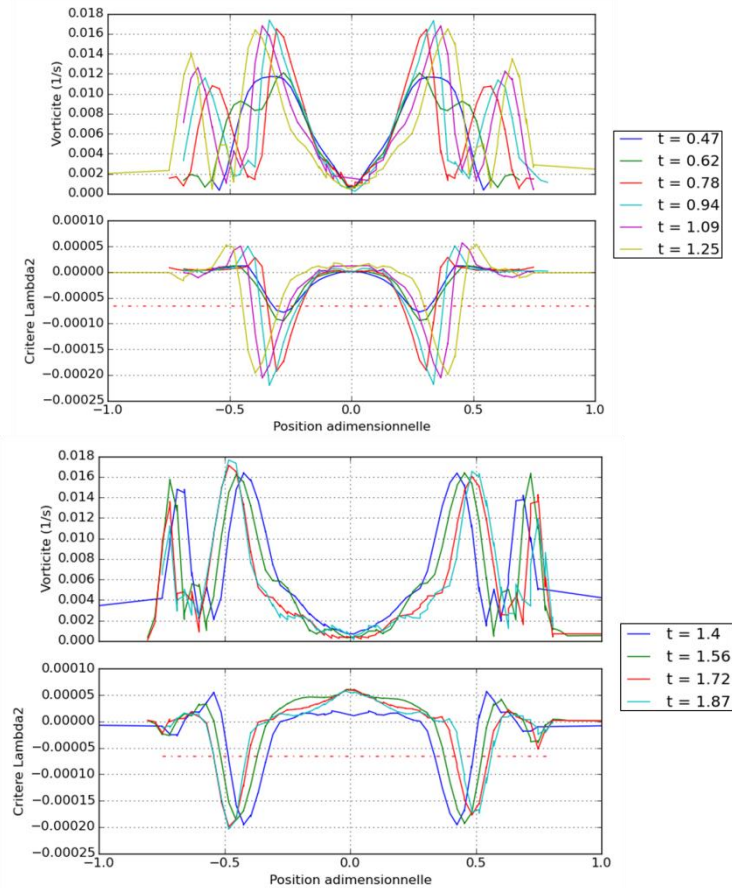 0.018
0.016
0.014
0.012
0.010
0.008
0.006
0.004
0.002
0.000
Vorticite (1/s)
0.00010
0.00005
0.00000
−0.00005
−0.00010
−0.00015
−0.00020
−0.00025
Critere Lambda2
−1.0 −0.5 0.0 0.5 1.0
Position adimensionnelle
t = 0.47
t = 0.62
t = 0.78
t = 0.94
t = 1.09
t = 1.25
0.018
0.016
0.014
0.012
0.010
0.008
0.006
0.004
0.002
0.000
Vorticite (1/s)
0.00010
0.00005
0.00000
−0.00005
−0.00010
−0.00015
−0.00020
−0.00025
Critere Lambda2
−1.0 −0.5 0.0 0.5 1.0
Position adimensionnelle
t = 1.4
t = 1.56
t = 1.72
t = 1.87